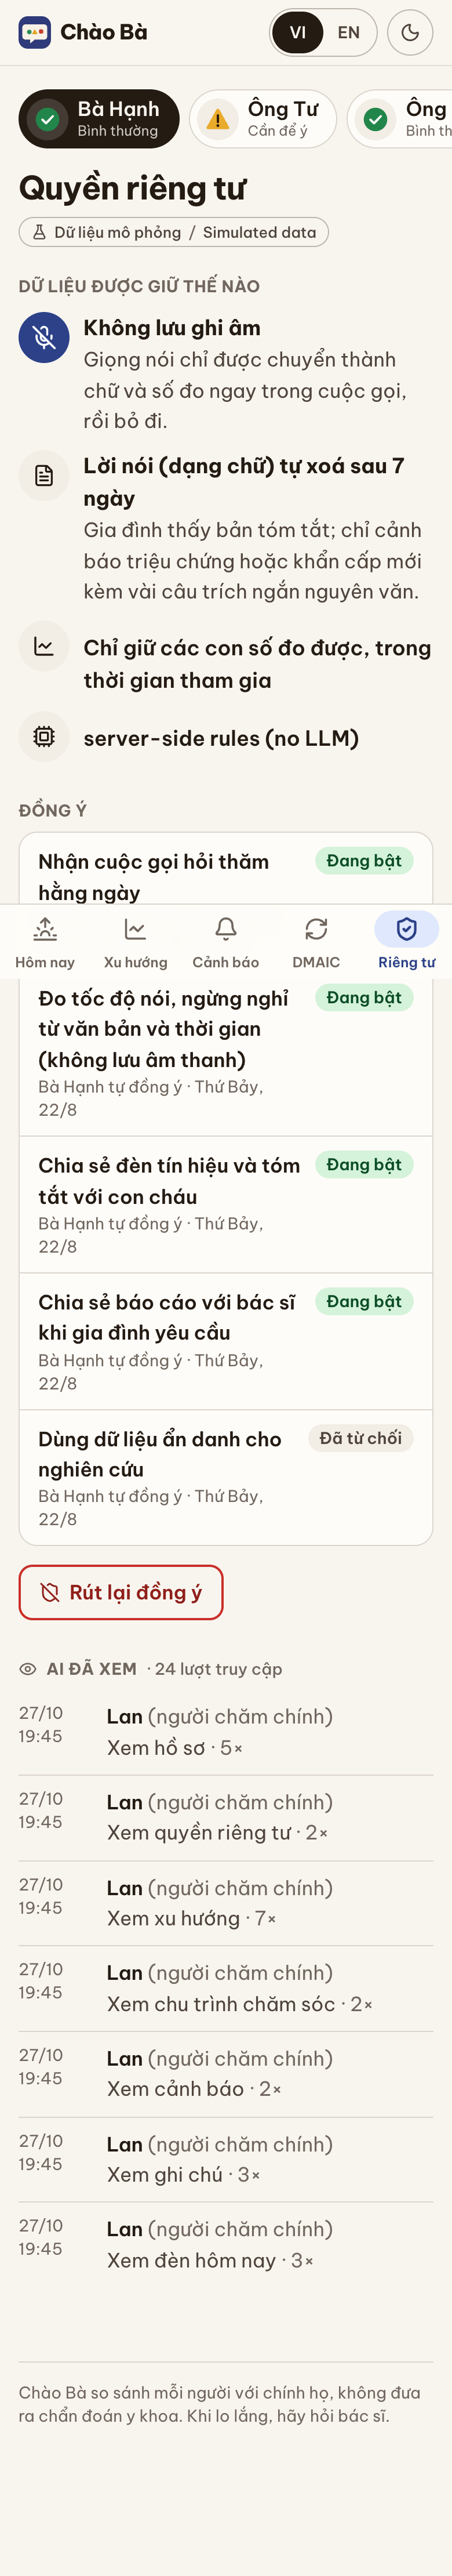 Chào Bà
VI
EN
Bà Hạnh
Bình thường
Ông Tư
Cần để ý
Ông
Bình th
Quyền riêng tư
Dữ liệu mô phỏng / Simulated data
DỮ LIỆU ĐƯỢC GIỮ THẾ NÀO
Không lưu ghi âm
Giọng nói chỉ được chuyển thành
chữ và số đo ngay trong cuộc gọi,
rồi bỏ đi.
Lời nói (dạng chữ) tự xoá sau 7
ngày
Gia đình thấy bản tóm tắt; chỉ cảnh
báo triệu chứng hoặc khẩn cấp mới
kèm vài câu trích ngắn nguyên văn.
Chỉ giữ các con số đo được, trong
thời gian tham gia
server-side rules (no LLM)
ĐỒNG Ý
Nhận cuộc gọi hỏi thăm
hằng ngày
Đang bật
Hôm nay
Xu hướng
Cảnh báo
DMAIC
Riêng tư
Đo tốc độ nói, ngừng nghỉ
từ văn bản và thời gian
(không lưu âm thanh)
Đang bật
Bà Hạnh tự đồng ý · Thứ Bảy,
22/8
Chia sẻ đèn tín hiệu và tóm
tắt với con cháu
Đang bật
Bà Hạnh tự đồng ý · Thứ Bảy,
22/8
Chia sẻ báo cáo với bác sĩ
khi gia đình yêu cầu
Đang bật
Bà Hạnh tự đồng ý · Thứ Bảy,
22/8
Dùng dữ liệu ẩn danh cho
nghiên cứu
Đã từ chối
Bà Hạnh tự đồng ý · Thứ Bảy,
22/8
Rút lại đồng ý
AI ĐÃ XEM · 24 lượt truy cập
27/10
19:45
Lan (người chăm chính)
Xem hồ sơ · 5×
27/10
19:45
Lan (người chăm chính)
Xem quyền riêng tư · 2×
27/10
19:45
Lan (người chăm chính)
Xem xu hướng · 7×
27/10
19:45
Lan (người chăm chính)
Xem chu trình chăm sóc · 2×
27/10
19:45
Lan (người chăm chính)
Xem cảnh báo · 2×
27/10
19:45
Lan (người chăm chính)
Xem ghi chú · 3×
27/10
19:45
Lan (người chăm chính)
Xem đèn hôm nay · 3×
Chào Bà so sánh mỗi người với chính họ, không đưa
ra chẩn đoán y khoa. Khi lo lắng, hãy hỏi bác sĩ.